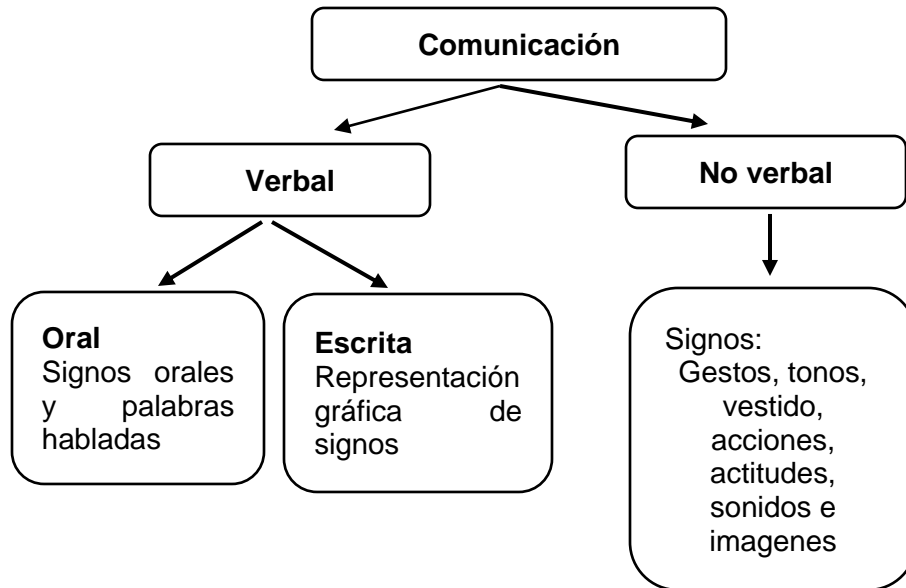 Comunicación
Verbal
No verbal
Oral
Signos orales
y palabras
habladas
Escrita
Representación
gráfica de
signos
Signos:
Gestos, tonos,
vestido,
acciones,
actitudes,
sonidos e
imagenes